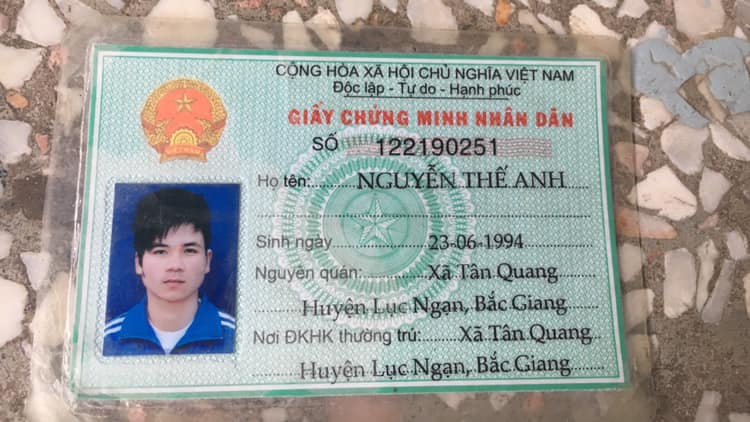 CỘNG HÒA XÃ HỘI CHỦ NGHĨA VIỆT NAM
Độc lập - Tự do - Hạnh phúc
GIẤY CHỨNG MINH NHÂN DÂN
SỐ 122190251
Họ tên: NGUYỄN THẾ ANH
Sinh ngày 23-06-1994
Nguyên quán: Xã Tân Quang
Huyện Lục Ngạn, Bắc Giang
Nơi ĐKHK thường trú: Xã Tân Quang
Huyện Lục Ngạn, Bắc Giang
VIỆT NAM